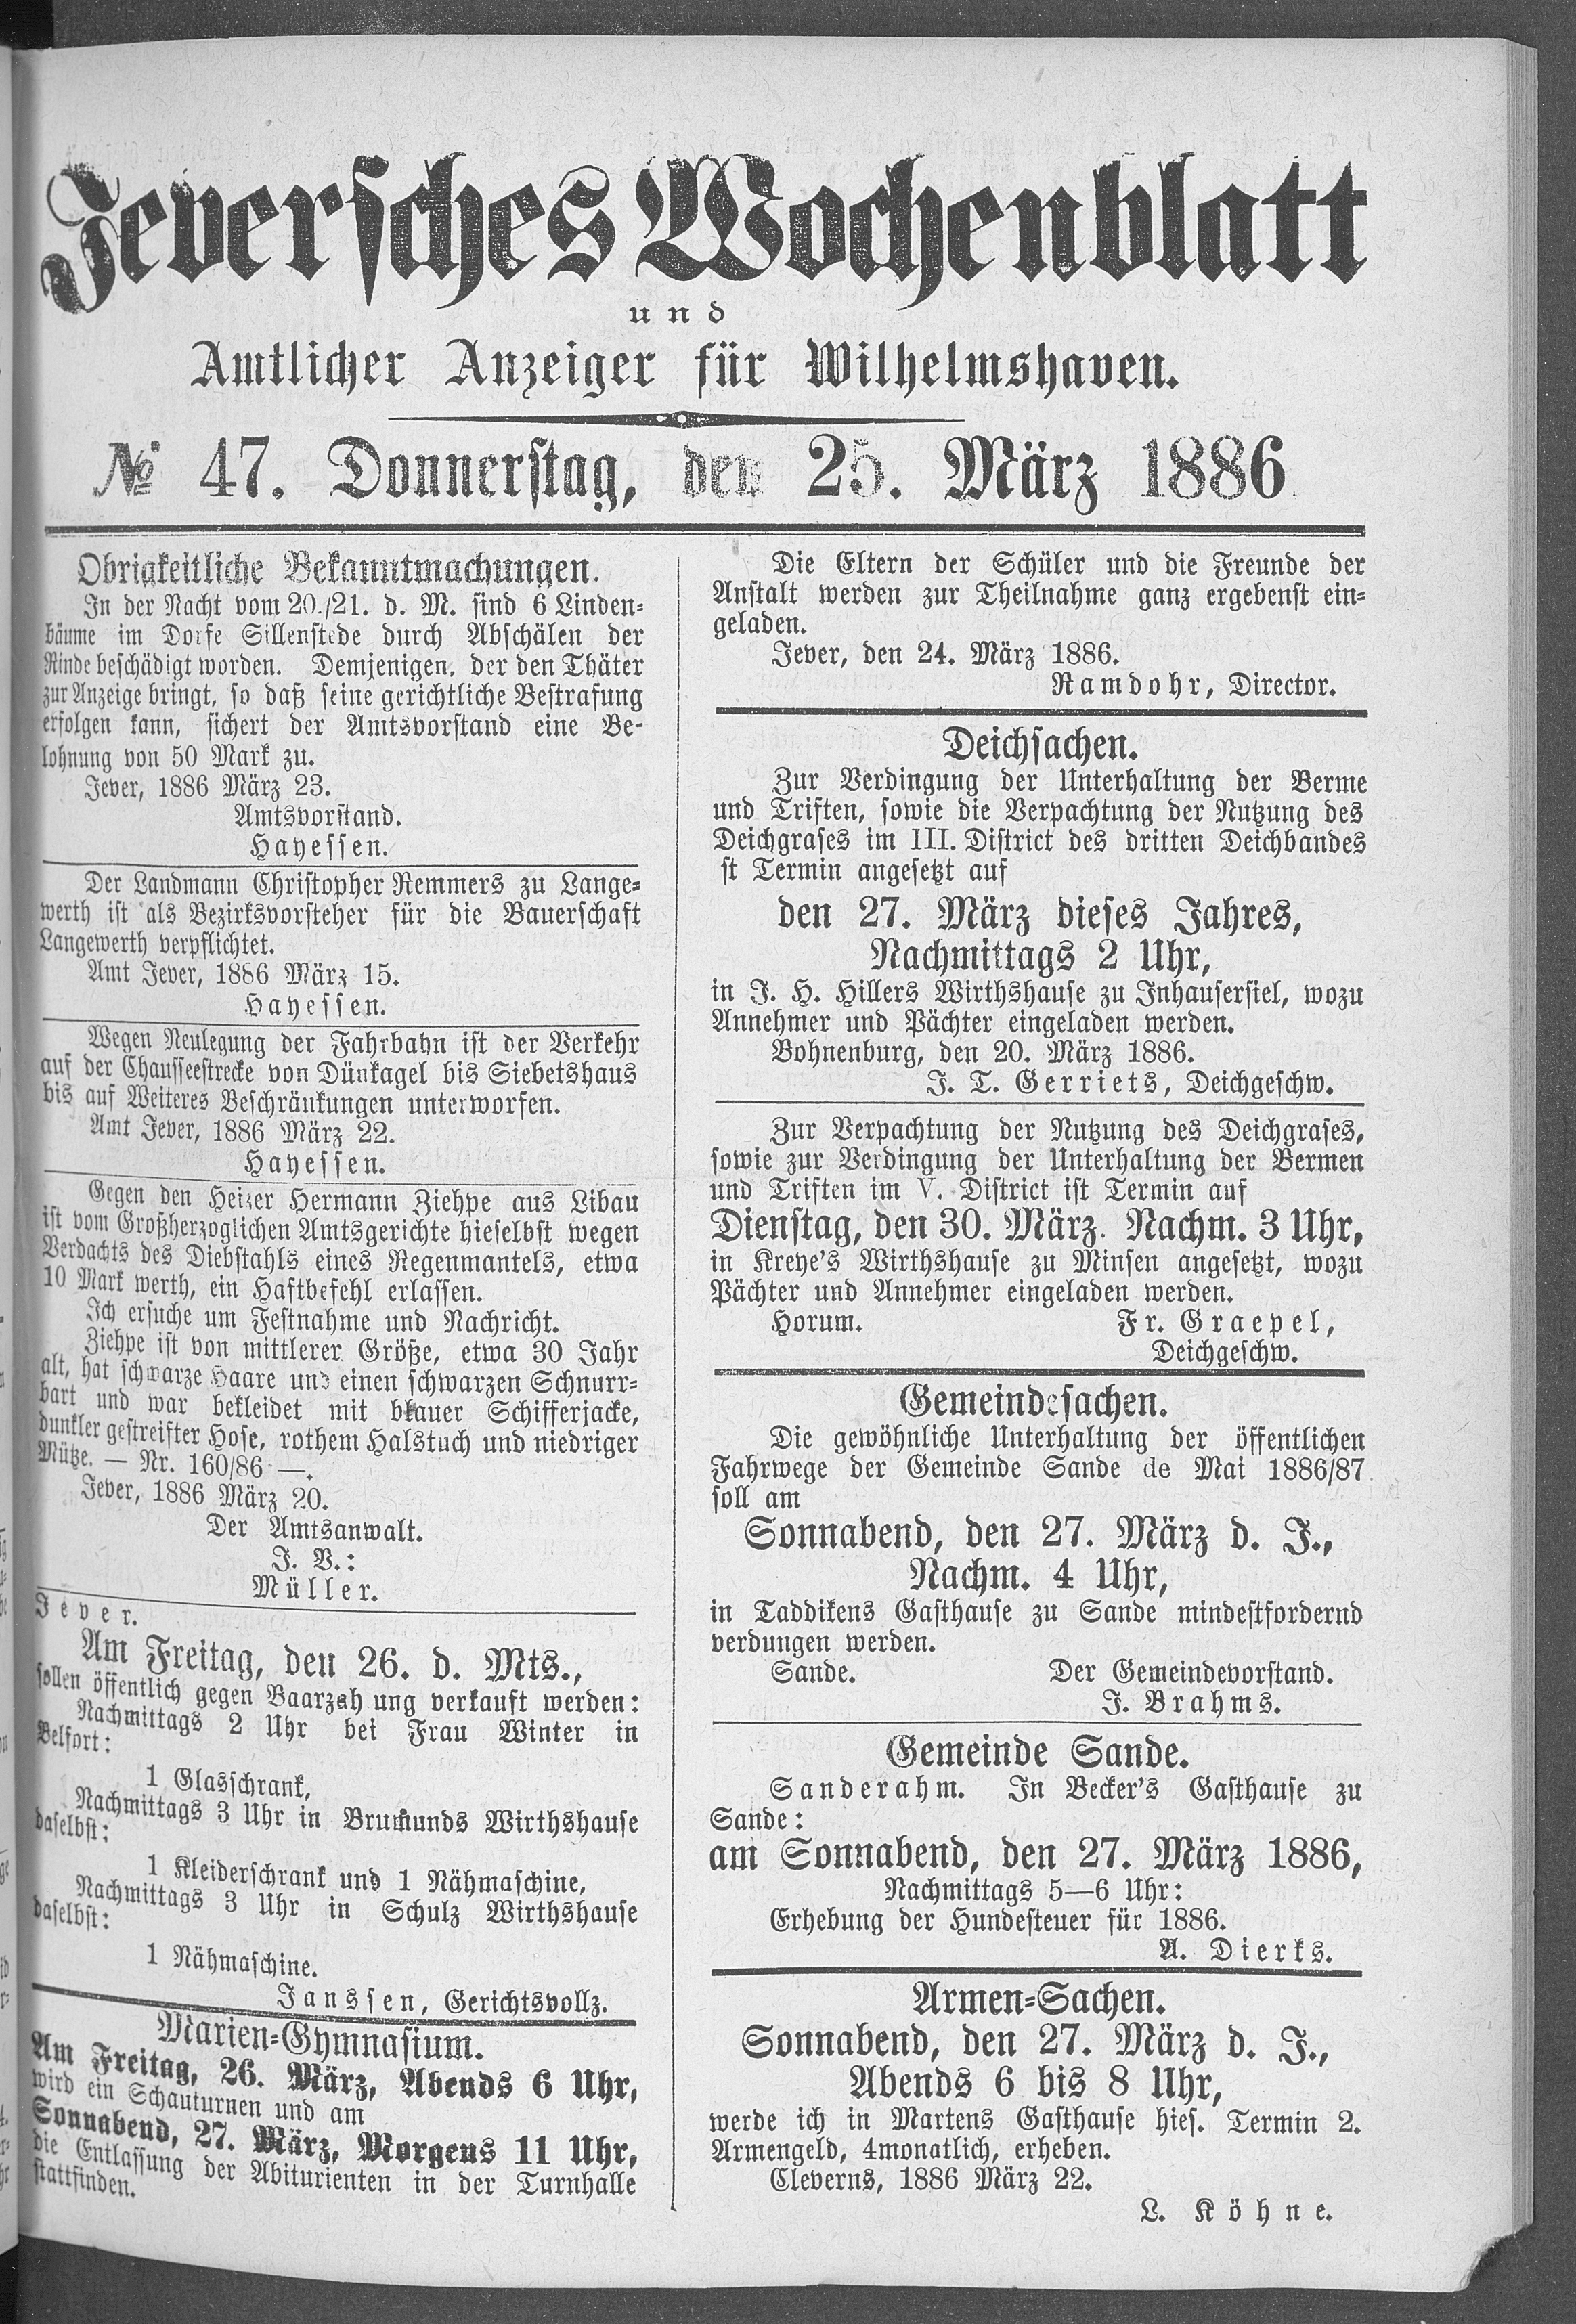 Jeversches Wochenblatt
und
Amtlicher Anzeiger für Wilhelmshaven.
№ 47. Donnerstag, den 25. März 1886
Obrigkeitliche Bekanntmachungen.
In der Nacht vom 20./21. d. M. sind 6 Linden-
bäume im Dorfe Sillenstede durch Abschälen der
Rinde beschädigt worden. Demjenigen, der den Thäter
zur Anzeige bringt, so daß seine gerichtliche Bestrafung
erfolgen kann, sichert der Amtsvorstand eine Be-
lohnung von 50 Mark zu.
Jever, 1886 März 23.
Amtsvorstand.
Hayessen.
Der Landmann Christopher Remmers zu Lange-
werth ist als Bezirksvorsteher für die Bauerschaft
Langewerth verpflichtet.
Amt Jever, 1886 März 15.
Hayessen.
Wegen Neulegung der Fahrbahn ist der Verkehr
auf der Chausseestrecke von Dünkagel bis Siebetshaus
bis auf Weiteres Beschränkungen unterworfen.
Amt Jever, 1886 März 22.
Hayessen.
Gegen den Heizer Hermann Ziehpe aus Libau
ist vom Großherzoglichen Amtsgerichte hieselbst wegen
Verdachts des Diebstahls eines Regenmantels, etwa
10 Mark werth, ein Haftbefehl erlassen.
Ich ersuche um Festnahme und Nachricht.
Ziehpe ist von mittlerer Größe, etwa 30 Jahr
alt, hat schwarze Haare und einen schwarzen Schnurr-
bart und war bekleidet mit blauer Schifferjacke,
dunkler gestreifter Hose, rothem Halstuch und niedriger
Mütze. — Nr. 160/86 —.
Jever, 1886 März 20.
Der Amtsanwalt.
J. V.:
Müller.
Jever.
Am Freitag, den 26. d. Mts.,
sollen öffentlich gegen Baarzahlung verkauft werden:
Nachmittags 2 Uhr bei Frau Winter in
Belfort:
1 Glasschrank,
Nachmittags 3 Uhr in Brumunds Wirthshause
daselbst:
1 Kleiderschrank und 1 Nähmaschine,
Nachmittags 3 Uhr in Schulz Wirthshause
daselbst:
1 Nähmaschine.
Janssen, Gerichtsvollz.
Marien-Gymnasium.
Am Freitag, 26. März, Abends 6 Uhr,
wird ein Schauturnen und am
Sonnabend, 27. März, Morgens 11 Uhr,
die Entlassung der Abiturienten in der Turnhalle
stattfinden.
Die Eltern der Schüler und die Freunde der
Anstalt werden zur Theilnahme ganz ergebenst ein-
geladen.
Jever, den 24. März 1886.
Ramdohr, Director.
Deichsachen.
Zur Verdingung der Unterhaltung der Berme
und Triften, sowie die Verpachtung der Nutzung des
Deichgrases im III. District des dritten Deichbandes
st Termin angesetzt auf
den 27. März dieses Jahres,
Nachmittags 2 Uhr,
in J. H. Hillers Wirthshause zu Inhausersiel, wozu
Annehmer und Pächter eingeladen werden.
Bohnenburg, den 20. März 1886.
J. T. Gerriets, Deichgeschw.
Zur Verpachtung der Nutzung des Deichgrases,
sowie zur Verdingung der Unterhaltung der Bermen
und Triften im V. District ist Termin auf
Dienstag, den 30. März. Nachm. 3 Uhr,
in Kreye's Wirthshause zu Minsen angesetzt, wozu
Pächter und Annehmer eingeladen werden.
Horum. Fr. Graepel,
Deichgeschw.
Gemeindesachen.
Die gewöhnliche Unterhaltung der öffentlichen
Fahrwege der Gemeinde Sande de Mai 1886/87
soll am
Sonnabend, den 27. März d. J.,
Nachm. 4 Uhr,
in Taddikens Gasthause zu Sande mindestfordernd
verdungen werden.
Sande. Der Gemeindevorstand.
J. Brahms.
Gemeinde Sande.
Sanderahm. In Becker's Gasthause zu
Sande:
am Sonnabend, den 27. März 1886,
Nachmittags 5—6 Uhr:
Erhebung der Hundesteuer für 1886.
A. Dierks.
Armen-Sachen.
Sonnabend, den 27. März d. J.,
Abends 6 bis 8 Uhr,
werde ich in Martens Gasthause hies. Termin 2.
Armengeld, 4monatlich, erheben.
Cleverns, 1886 März 22.
L. Köhne.